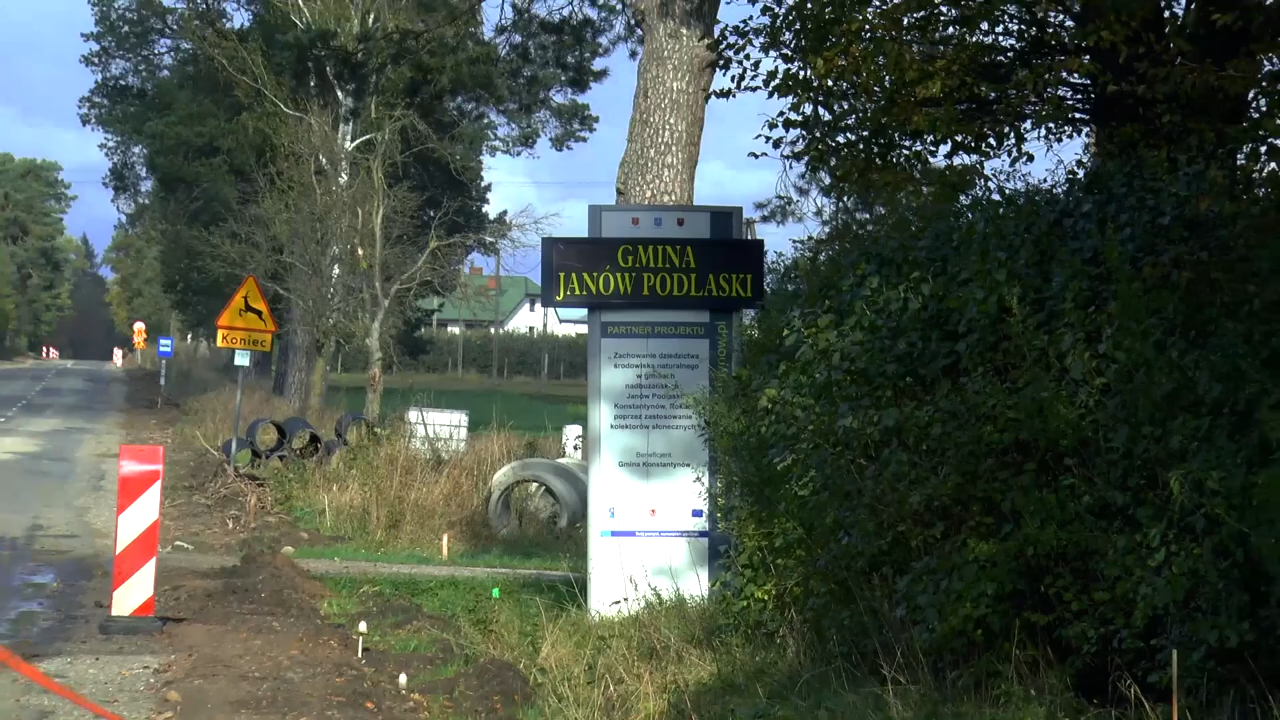 GMINA
JANÓW PODLASKI
PARTNER PROJEKTU
„Zachowanie dziedzictwa
środowiska naturalnego
w gminach
nadbużańskich
Janów Podlaski
Konstantynów,
poprzez zastosowanie
kolektorów słonecznych"
Beneficjent
Gmina Konstantynów
Koniec